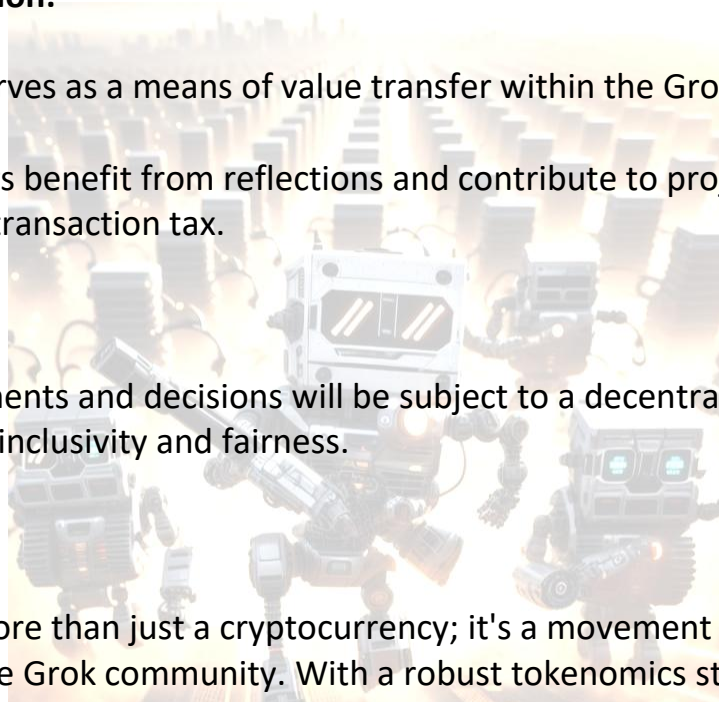 rves as a means of value transfer within the Gro
s benefit from reflections and contribute to pro
transaction tax.
ents and decisions will be subject to a decentra
inclusivity and fairness.
ore than just a cryptocurrency; it's a movement
e Grok community. With a robust tokenomics st